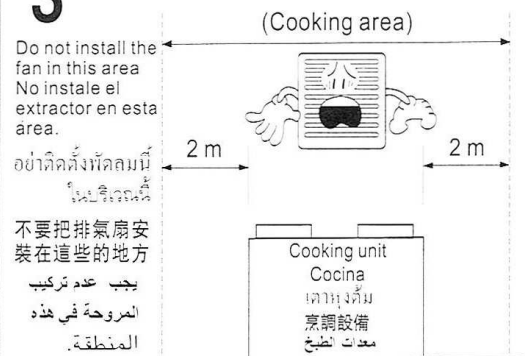 3
(Cooking area)
Do not install the
fan in this area
No instale el
extractor en esta
área.
อย่าติดตั้งพัดลมนี้
ในบริเวณนี้
不要把排氣扇安
裝在這些的地方
يجب عدم تركيب
المروحة في هذه
المنطقة.
2 m
2 m
Cooking unit
Cocina
เตาหุงต้ม
烹調設備
معدات الطبخ